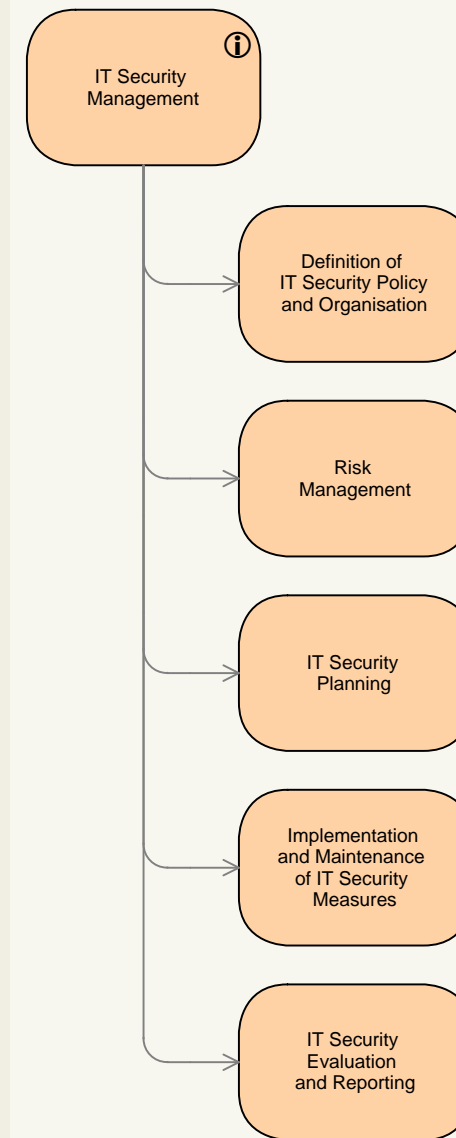 IT Security
Management
Definition of
IT Security Policy
and Organisation
Risk
Management
IT Security
Planning
Implementation
and Maintenance
of IT Security
Measures
IT Security
Evaluation
and Reporting